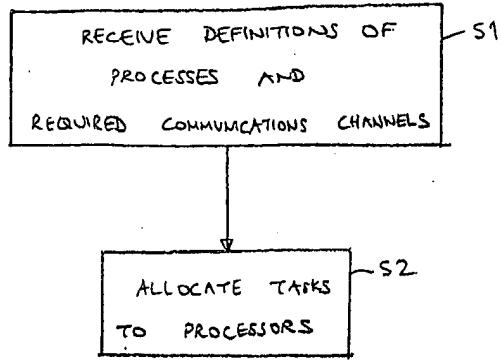 RECEIVE DEFINITIONS OF
S1
PROCESSES AND
REQUIRED COMMUNICATIONS CHANNELS
S2
ALLOCATE TASKS
TO PROCESSORS